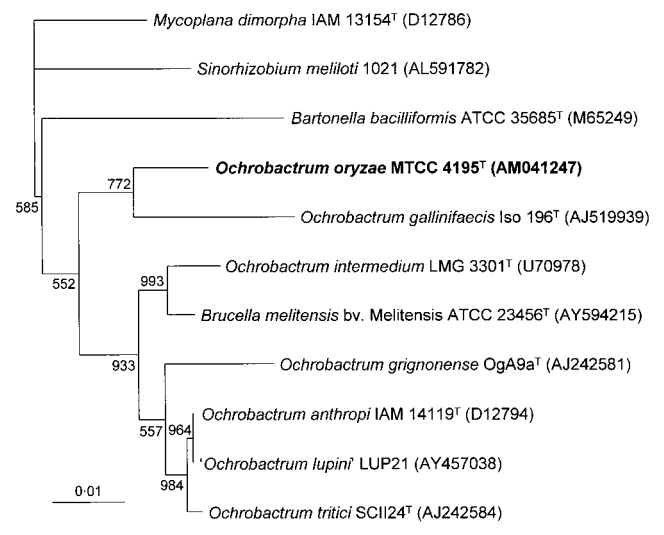 Mycoplana dimorpha IAM 13154ᵀ (D12786)
Sinorhizobium meliloti 1021 (AL591782)
Bartonella bacilliformis ATCC 35685ᵀ (M65249)
Ochrobactrum oryzae MTCC 4195ᵀ (AM041247)
772
585
Ochrobactrum gallinifaecis Iso 196ᵀ (AJ519939)
Ochrobactrum intermedium LMG 3301ᵀ (U70978)
552
993
Brucella melitensis bv. Melitensis ATCC 23456ᵀ (AY594215)
933
Ochrobactrum grignonense OgA9aᵀ (AJ242581)
Ochrobactrum anthropi IAM 14119ᵀ (D12794)
557
964
'Ochrobactrum lupini' LUP21 (AY457038)
984
0·01
Ochrobactrum tritici SCII24ᵀ (AJ242584)